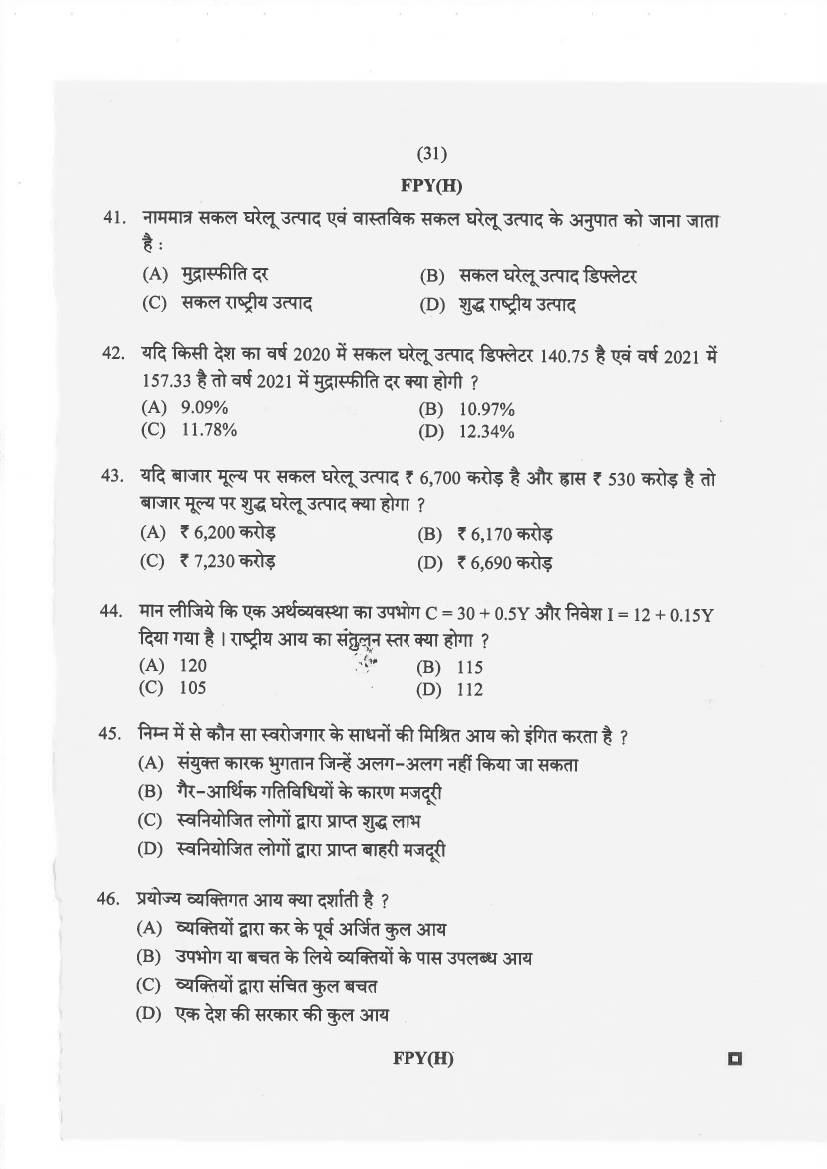 (31)
FPY(H)
41. नाममात्र सकल घरेलू उत्पाद एवं वास्तविक सकल घरेलू उत्पाद के अनुपात को जाना जाता
है :
(A) मुद्रास्फीति दर (B) सकल घरेलू उत्पाद डिफ्लेटर
(C) सकल राष्ट्रीय उत्पाद (D) शुद्ध राष्ट्रीय उत्पाद
42. यदि किसी देश का वर्ष 2020 में सकल घरेलू उत्पाद डिफ्लेटर 140.75 है एवं वर्ष 2021 में
157.33 है तो वर्ष 2021 में मुद्रास्फीति दर क्या होगी ?
(A) 9.09% (B) 10.97%
(C) 11.78% (D) 12.34%
43. यदि बाजार मूल्य पर सकल घरेलू उत्पाद ₹ 6,700 करोड़ है और ह्रास ₹ 530 करोड़ है तो
बाजार मूल्य पर शुद्ध घरेलू उत्पाद क्या होगा ?
(A) ₹ 6,200 करोड़ (B) ₹ 6,170 करोड़
(C) ₹ 7,230 करोड़ (D) ₹ 6,690 करोड़
44. मान लीजिये कि एक अर्थव्यवस्था का उपभोग C = 30 + 0.5Y और निवेश I = 12 + 0.15Y
दिया गया है । राष्ट्रीय आय का संतुलन स्तर क्या होगा ?
(A) 120 (B) 115
(C) 105 (D) 112
45. निम्न में से कौन सा स्वरोजगार के साधनों की मिश्रित आय को इंगित करता है ?
(A) संयुक्त कारक भुगतान जिन्हें अलग-अलग नहीं किया जा सकता
(B) गैर-आर्थिक गतिविधियों के कारण मजदूरी
(C) स्वनियोजित लोगों द्वारा प्राप्त शुद्ध लाभ
(D) स्वनियोजित लोगों द्वारा प्राप्त बाहरी मजदूरी
46. प्रयोज्य व्यक्तिगत आय क्या दर्शाती है ?
(A) व्यक्तियों द्वारा कर के पूर्व अर्जित कुल आय
(B) उपभोग या बचत के लिये व्यक्तियों के पास उपलब्ध आय
(C) व्यक्तियों द्वारा संचित कुल बचत
(D) एक देश की सरकार की कुल आय
FPY(H)